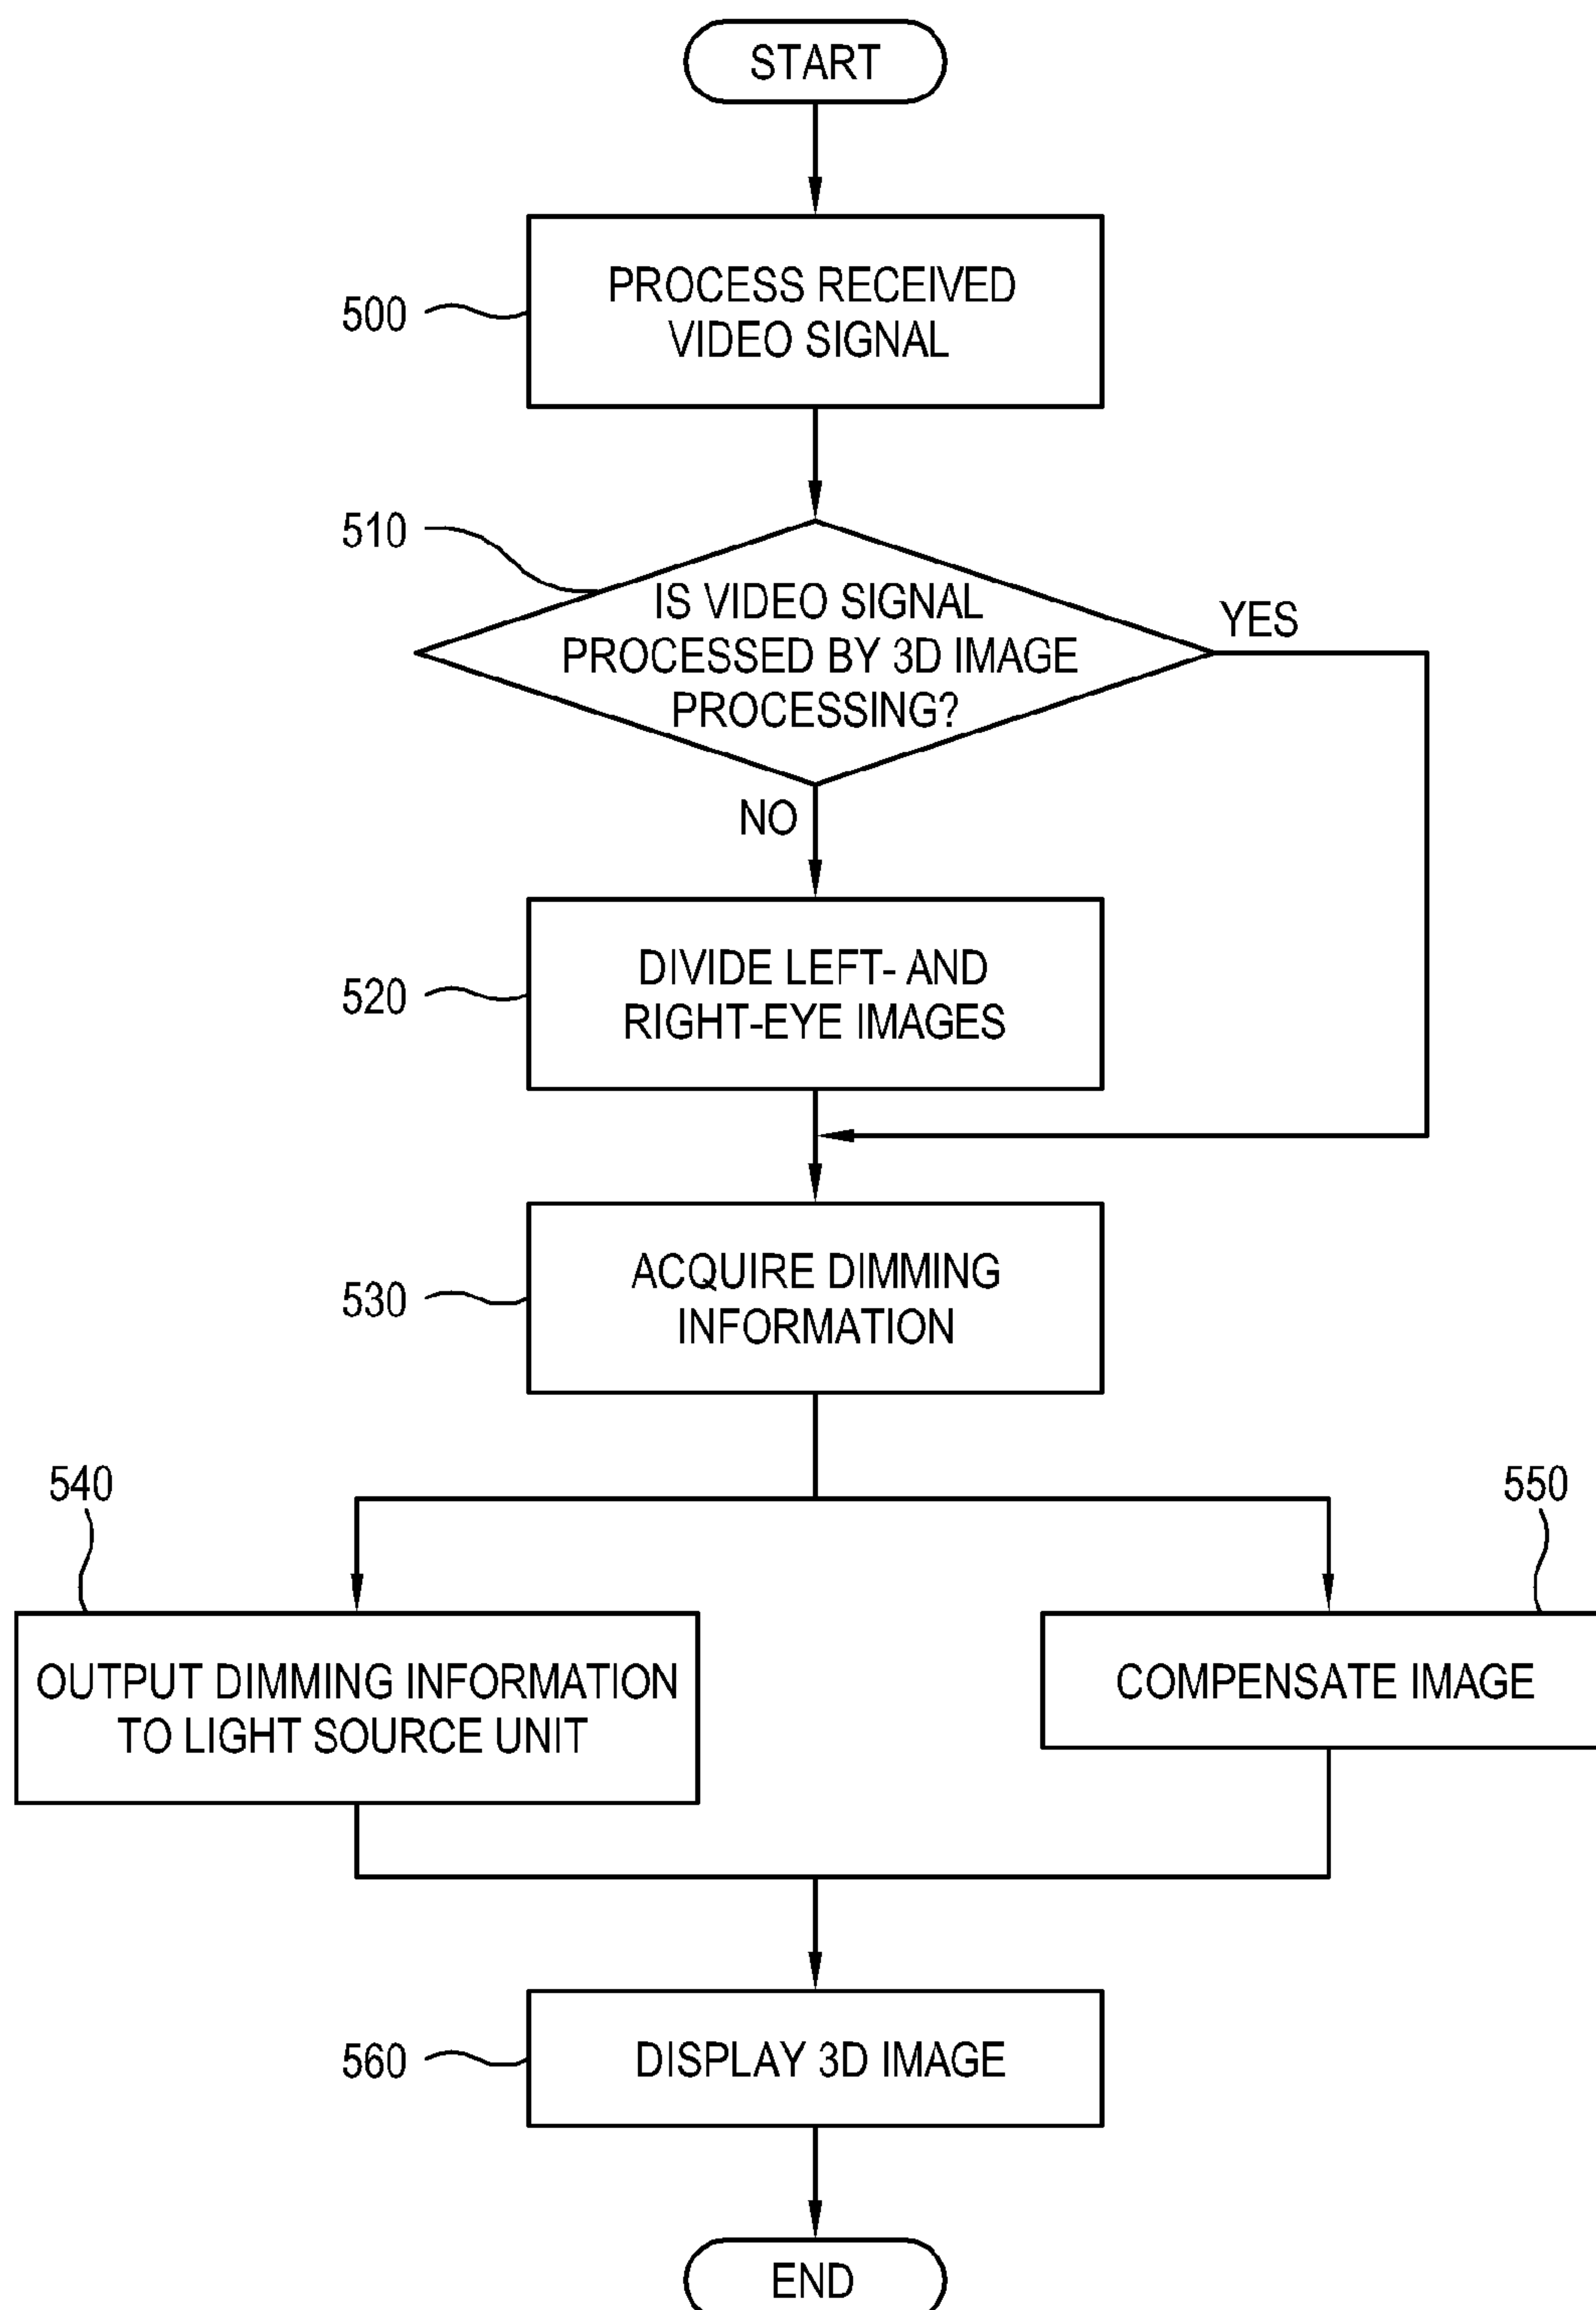 START
500
PROCESS RECEIVED
VIDEO SIGNAL
510
IS VIDEO SIGNAL
PROCESSED BY 3D IMAGE
PROCESSING?
YES
NO
520
DIVIDE LEFT- AND
RIGHT-EYE IMAGES
530
ACQUIRE DIMMING
INFORMATION
540
550
OUTPUT DIMMING INFORMATION
TO LIGHT SOURCE UNIT
COMPENSATE IMAGE
560
DISPLAY 3D IMAGE
END